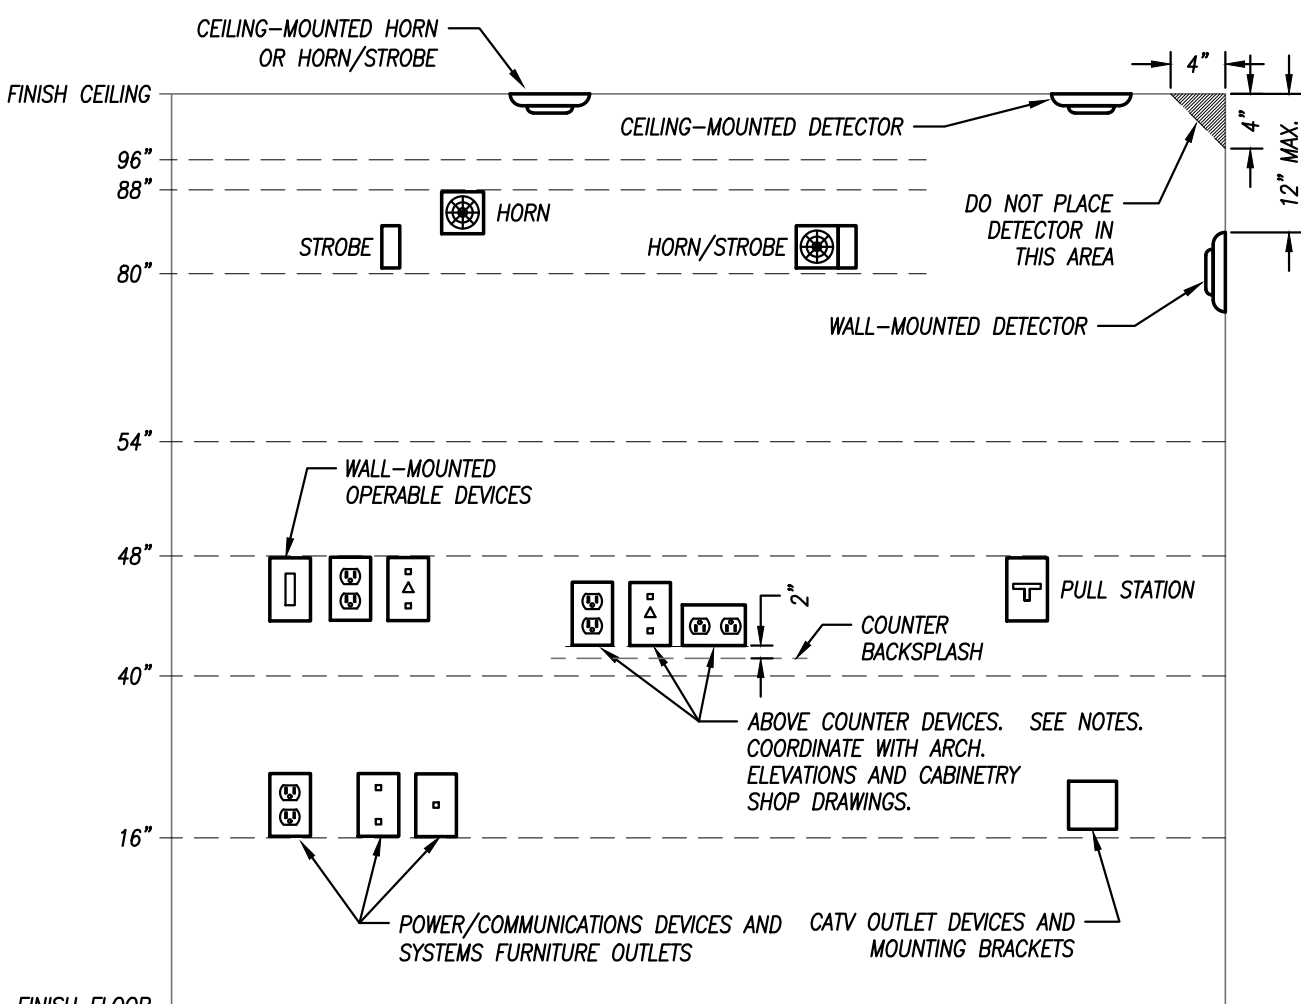 CEILING-MOUNTED HORN
OR HORN/STROBE
FINISH CEILING
4"
4"
12" MAX.
CEILING-MOUNTED DETECTOR
96"
88"
HORN
STROBE
HORN/STROBE
DO NOT PLACE
DETECTOR IN
THIS AREA
80"
WALL-MOUNTED DETECTOR
54"
WALL-MOUNTED
OPERABLE DEVICES
48"
2"
PULL STATION
COUNTER
BACKSPLASH
40"
ABOVE COUNTER DEVICES. SEE NOTES.
COORDINATE WITH ARCH.
ELEVATIONS AND CABINETRY
SHOP DRAWINGS.
16"
POWER/COMMUNICATIONS DEVICES AND
SYSTEMS FURNITURE OUTLETS
CATV OUTLET DEVICES AND
MOUNTING BRACKETS
FINISH FLOOR